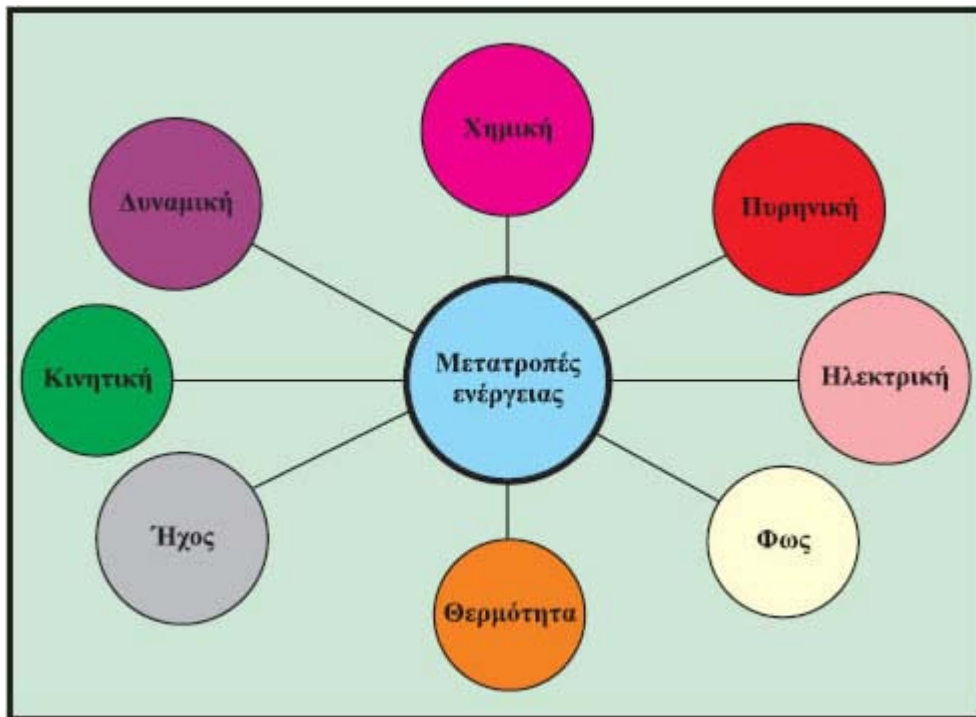 Χημική
Δυναμική
Πυρηνική
Κινητική
Μετατροπές
ενέργειας
Ηλεκτρική
Ήχος
Φως
Θερμότητα